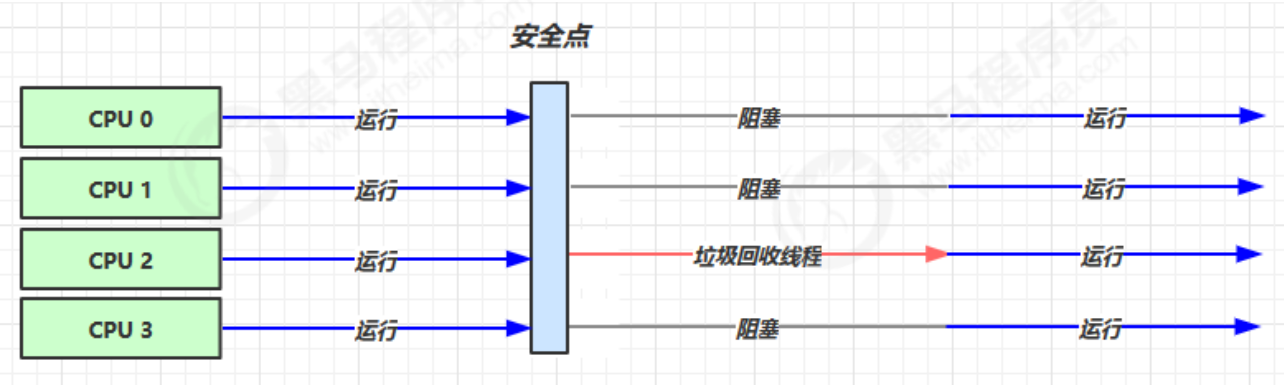 安全点
CPU 0 运行 阻塞 运行
CPU 1 运行 阻塞 运行
CPU 2 运行 垃圾回收线程 运行
CPU 3 运行 阻塞 运行
黑马程序员
www.itheima.com
黑马程序员
www.itheima.com